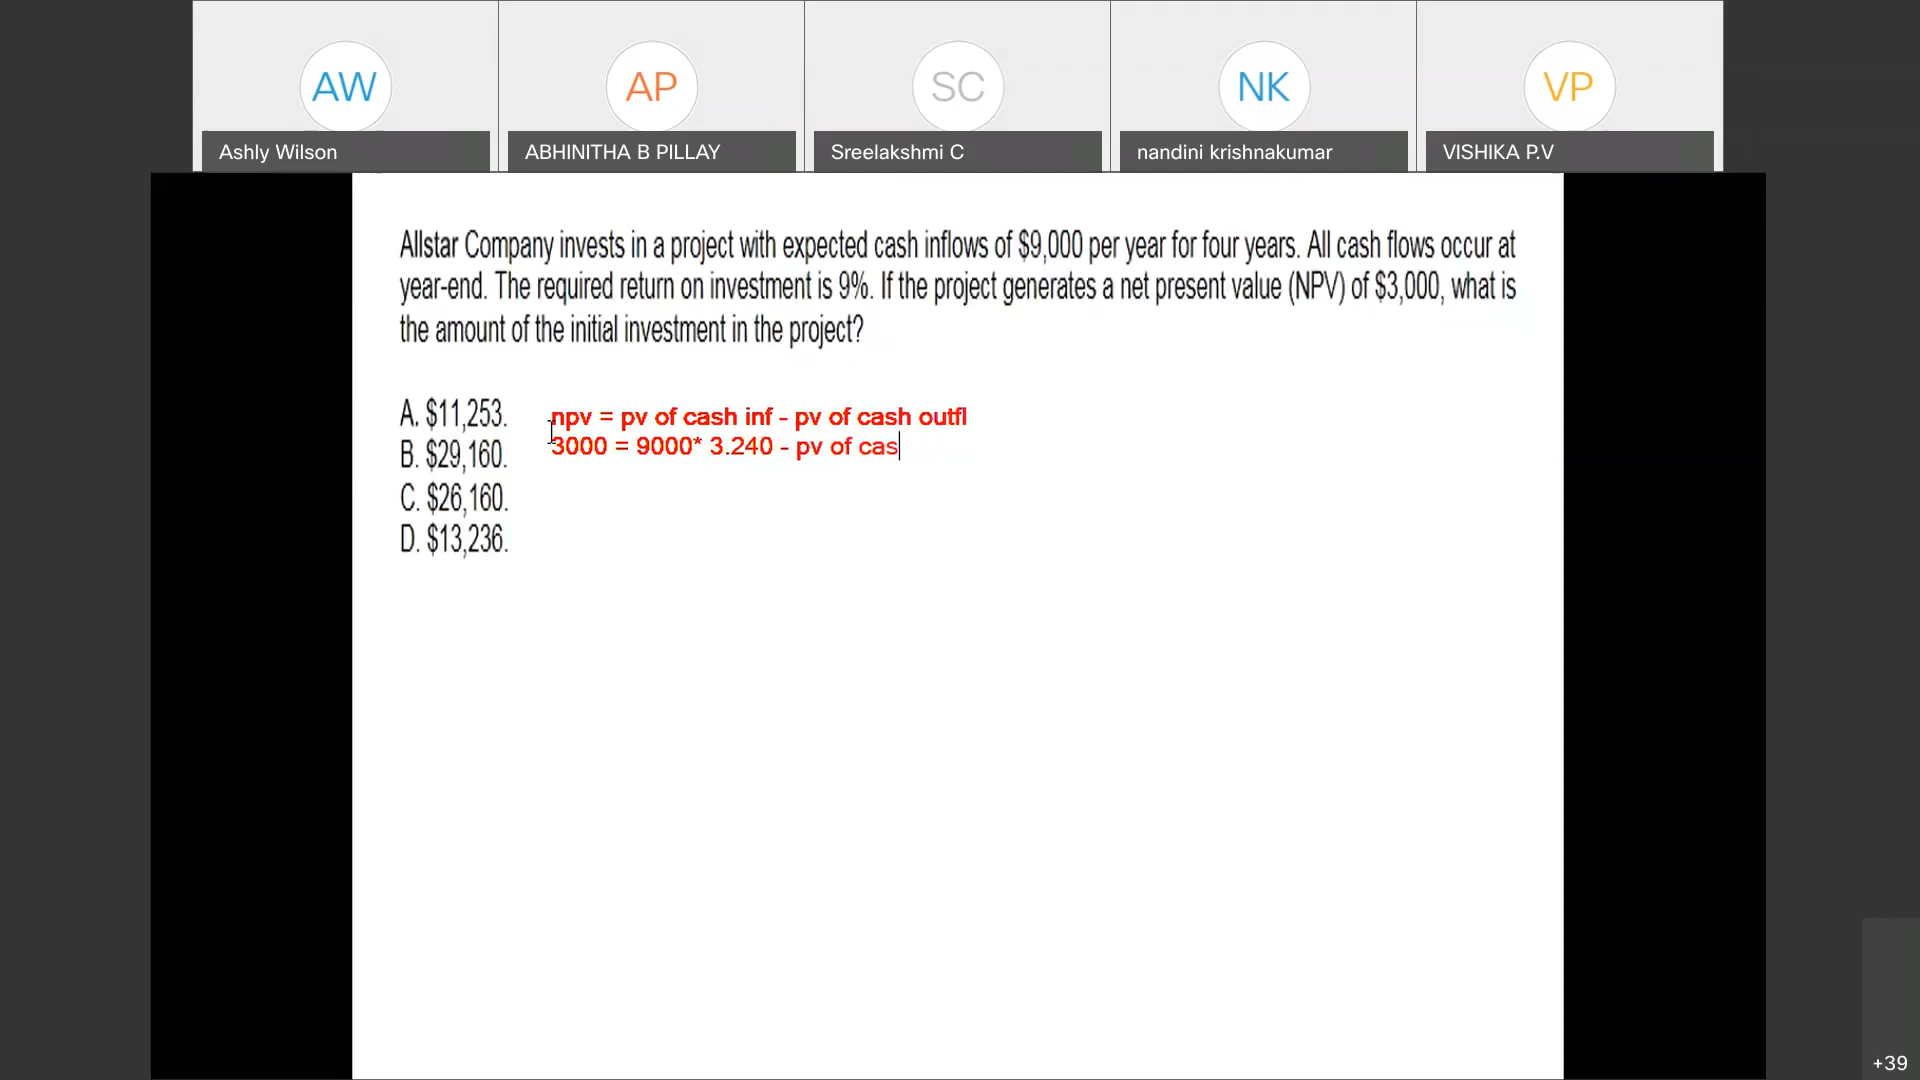 AW AP SC NK VP
Ashly Wilson ABHINITHA B PILLAY Sreelakshmi C nandini krishnakumar VISHIKA P.V
Allstar Company invests in a project with expected cash inflows of $9,000 per year for four years. All cash flows occur at
year-end. The required return on investment is 9%. If the project generates a net present value (NPV) of $3,000, what is
the amount of the initial investment in the project?
A. $11,253.
B. $29,160.
C. $26,160.
D. $13,236.
npv = pv of cash inf - pv of cash outfl
3000 = 9000* 3.240 - pv of cas
+39